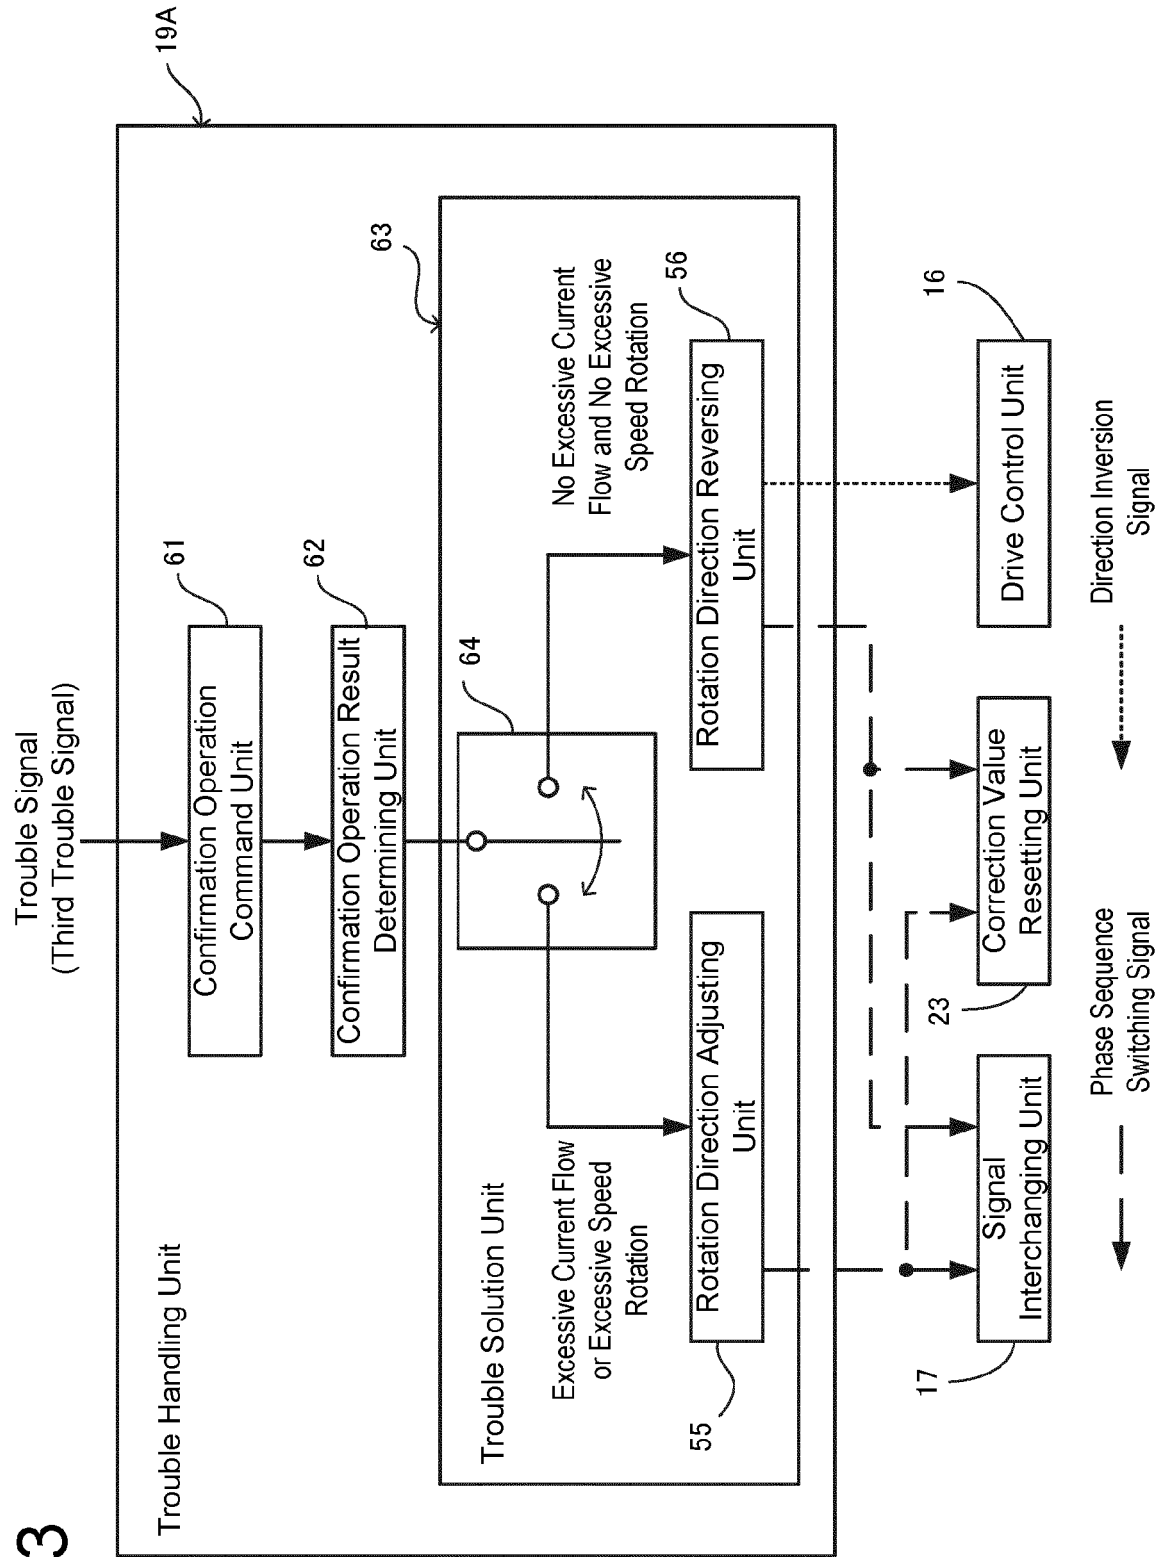 3
Trouble Signal
(Third Trouble Signal)
19A
Trouble Handling Unit
61
Confirmation Operation
Command Unit
62
Confirmation Operation Result
Determining Unit
63
Trouble Solution Unit
64
Excessive Current Flow
or Excessive Speed
Rotation
No Excessive Current
Flow and No Excessive
Speed Rotation
55
Rotation Direction Adjusting
Unit
56
Rotation Direction Reversing
Unit
17
Signal
Interchanging Unit
23
Correction Value
Resetting Unit
16
Drive Control Unit
Phase Sequence
Switching Signal
Direction Inversion
Signal